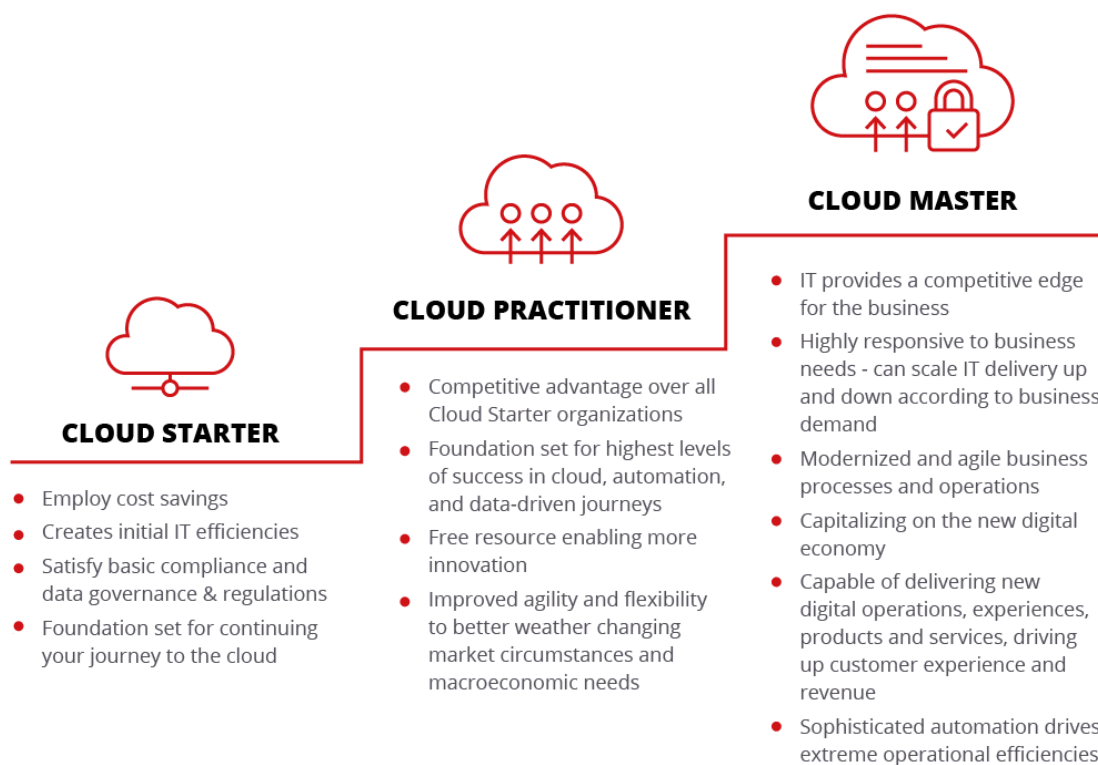 CLOUD STARTER
Employ cost savings
Creates initial IT efficiencies
Satisfy basic compliance and
data governance & regulations
Foundation set for continuing
your journey to the cloud
CLOUD PRACTITIONER
Competitive advantage over all
Cloud Starter organizations
Foundation set for highest levels
of success in cloud, automation,
and data-driven journeys
Free resource enabling more
innovation
Improved agility and flexibility
to better weather changing
market circumstances and
macroeconomic needs
CLOUD MASTER
IT provides a competitive edge
for the business
Highly responsive to business
needs - can scale IT delivery up
and down according to business
demand
Modernized and agile business
processes and operations
Capitalizing on the new digital
economy
Capable of delivering new
digital operations, experiences,
products and services, driving
up customer experience and
revenue
Sophisticated automation drives
extreme operational efficiencies